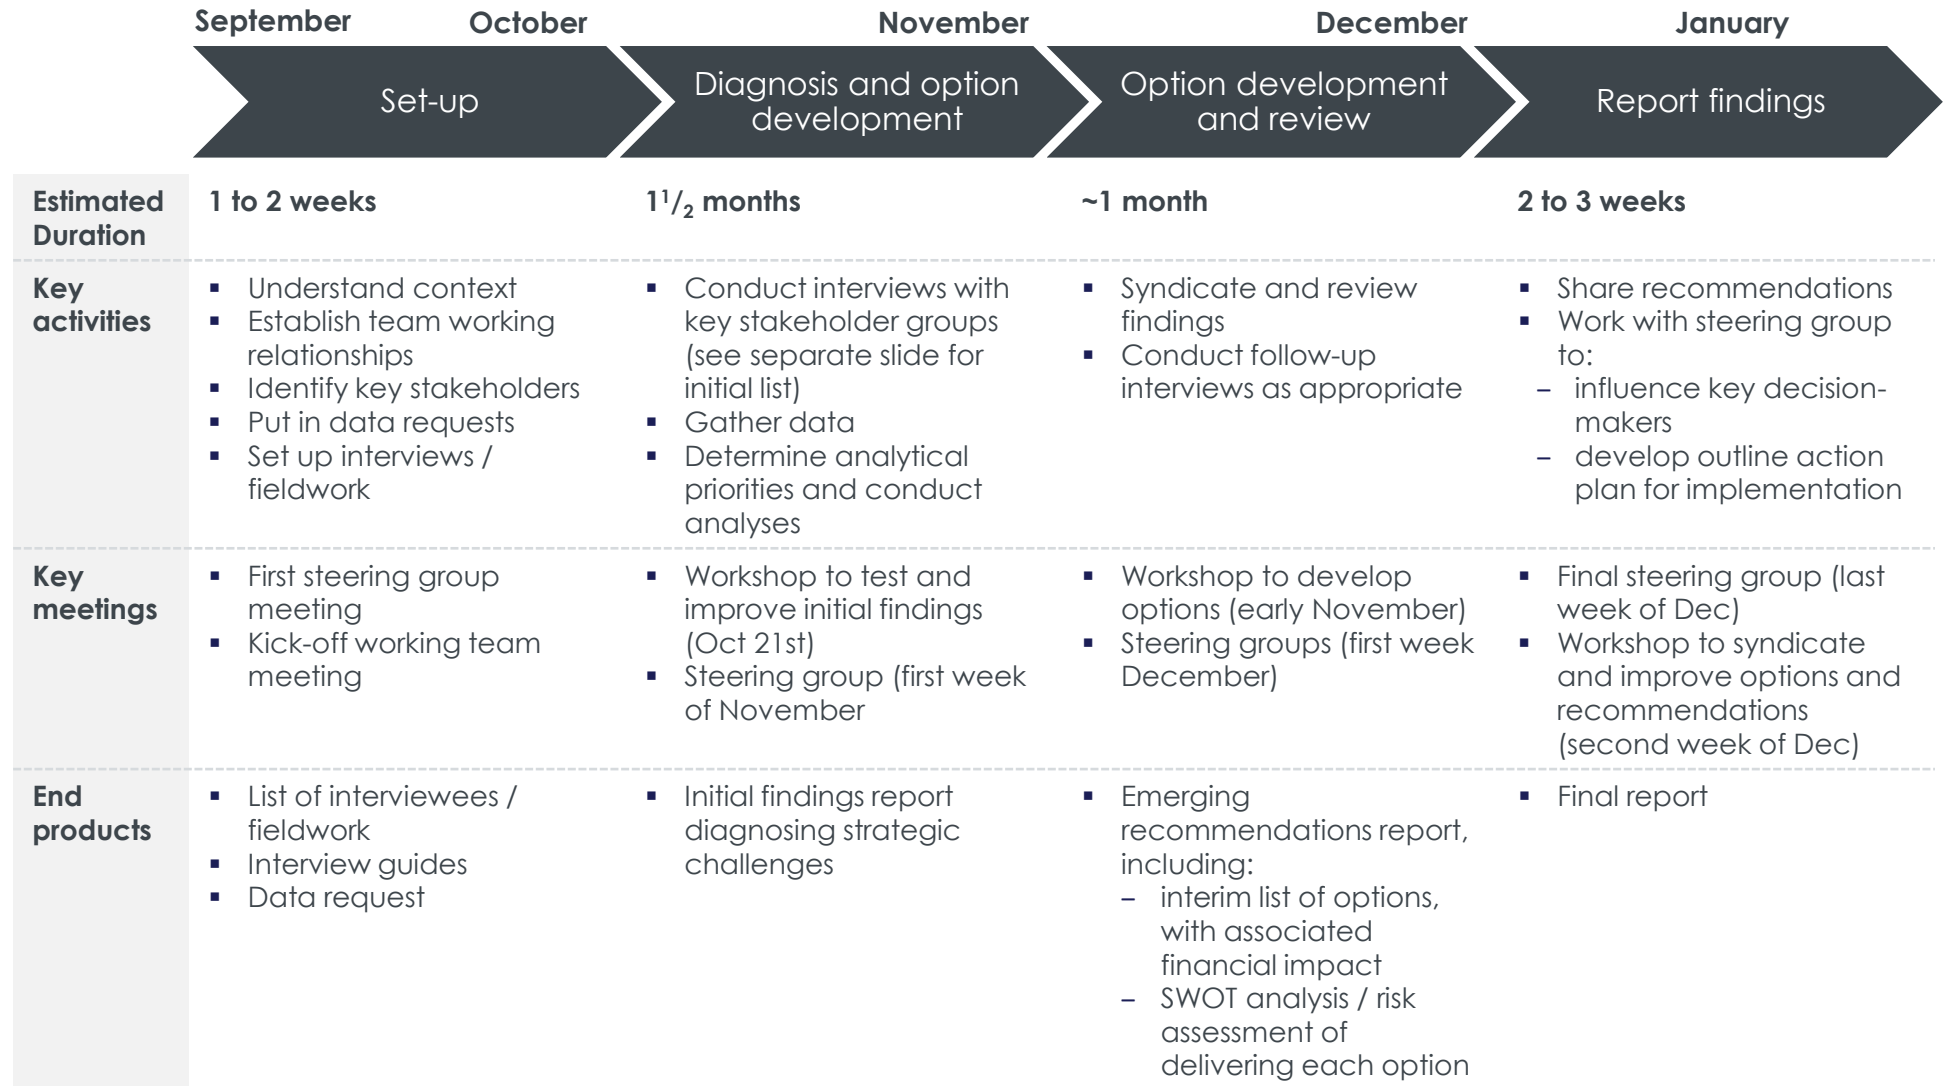 September
October
November
December
January
Set-up
Diagnosis and option
development
Option development
and review
Report findings
Estimated
Duration
1 to 2 weeks
1 1/2 months
~1 month
2 to 3 weeks
Key
activities
▪ Understand context
▪ Establish team working
relationships
▪ Identify key stakeholders
▪ Put in data requests
▪ Set up interviews /
fieldwork
▪ Conduct interviews with
key stakeholder groups
(see separate slide for
initial list)
▪ Gather data
▪ Determine analytical
priorities and conduct
analyses
▪ Syndicate and review
findings
▪ Conduct follow-up
interviews as appropriate
▪ Share recommendations
▪ Work with steering group
to:
– influence key decision-
makers
– develop outline action
plan for implementation
Key
meetings
▪ First steering group
meeting
▪ Kick-off working team
meeting
▪ Workshop to test and
improve initial findings
(Oct 21st)
▪ Steering group (first week
of November
▪ Workshop to develop
options (early November)
▪ Steering groups (first week
December)
▪ Final steering group (last
week of Dec)
▪ Workshop to syndicate
and improve options and
recommendations
(second week of Dec)
End
products
▪ List of interviewees /
fieldwork
▪ Interview guides
▪ Data request
▪ Initial findings report
diagnosing strategic
challenges
▪ Emerging
recommendations report,
including:
– interim list of options,
with associated
financial impact
– SWOT analysis / risk
assessment of
delivering each option
▪ Final report